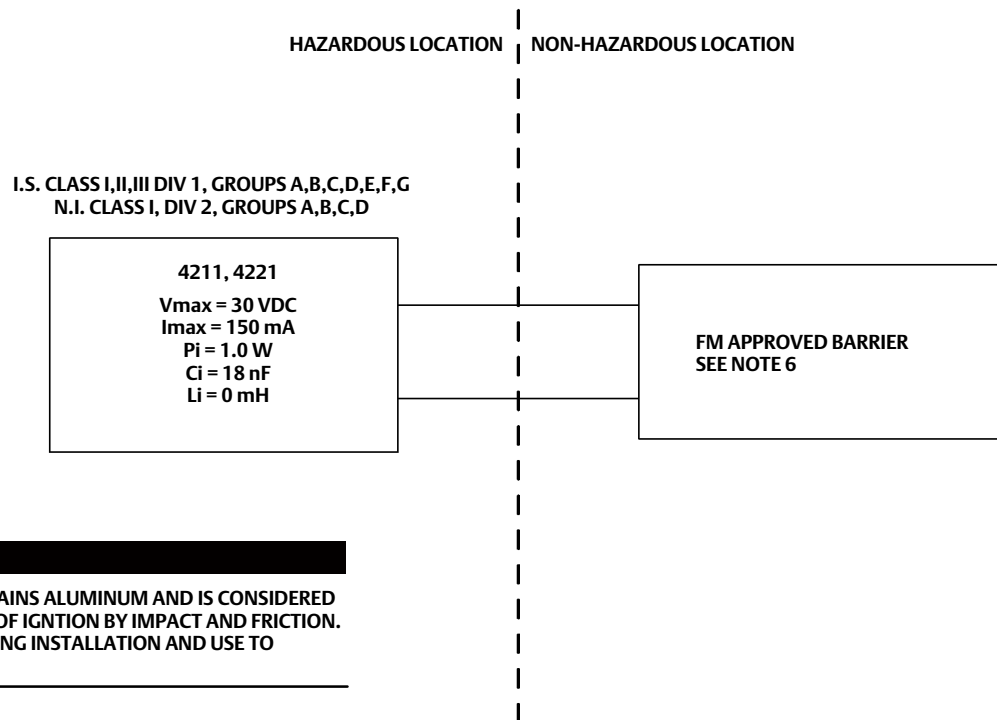 HAZARDOUS LOCATION
NON-HAZARDOUS LOCATION
I.S. CLASS I,II,III DIV 1, GROUPS A,B,C,D,E,F,G
N.I. CLASS I, DIV 2, GROUPS A,B,C,D
4211, 4221
Vmax = 30 VDC
Imax = 150 mA
Pi = 1.0 W
Ci = 18 nF
Li = 0 mH
FM APPROVED BARRIER
SEE NOTE 6
AINS ALUMINUM AND IS CONSIDERED
OF IGNTION BY IMPACT AND FRICTION.
NG INSTALLATION AND USE TO